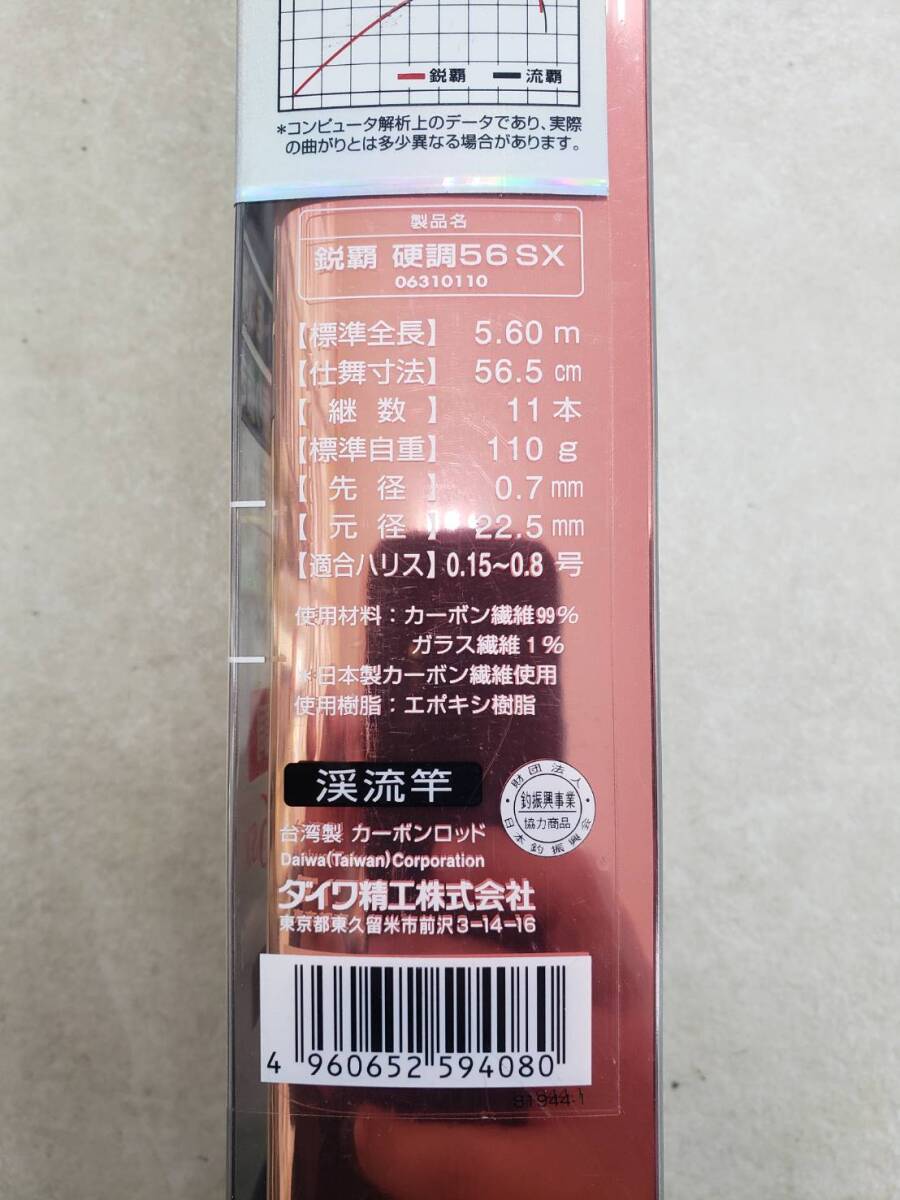 鋭覇 流覇
*コンピュータ解析上のデータであり、実際
の曲がりとは多少異なる場合があります。
製品名
鋭覇 硬調56SX
06310110
【標準全長】 5.60 m
【仕舞寸法】 56.5 cm
【継数】 11本
【標準自重】 110 g
【先径】 0.7mm
【元径】 22.5mm
【適合ハリス】0.15~0.8号
使用材料:カーボン繊維99%
ガラス繊維1%
*日本製カーボン繊維使用
使用樹脂:エポキシ樹脂
渓流竿
財団法人
釣振興事業
協力商品
日本釣振興会
台湾製 カーボンロッド
Daiwa(Taiwan)Corporation
ダイワ精工株式会社
東京都東久留米市前沢3-14-16
4 960652 594080
81944-1